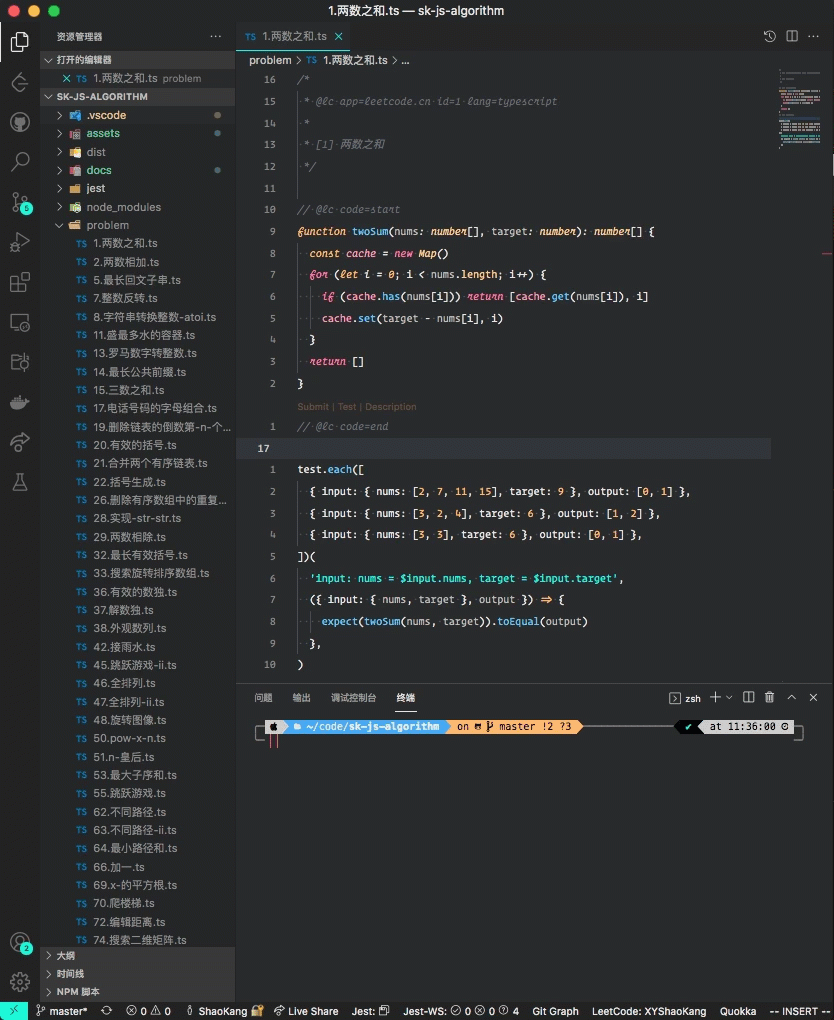 1.两数之和.ts — sk-js-algorithm
资源管理器
打开的编辑器
TS 1.两数之和.ts problem
SK-JS-ALGORITHM
.vscode
assets
dist
docs
jest
node_modules
problem
TS 1.两数之和.ts
TS 2.两数相加.ts
TS 5.最长回文子串.ts
TS 7.整数反转.ts
TS 8.字符串转换整数-atoi.ts
TS 11.盛最多水的容器.ts
TS 13.罗马数字转整数.ts
TS 14.最长公共前缀.ts
TS 15.三数之和.ts
TS 17.电话号码的字母组合.ts
TS 19.删除链表的倒数第-n-个...
TS 20.有效的括号.ts
TS 21.合并两个有序链表.ts
TS 22.括号生成.ts
TS 26.删除有序数组中的重复...
TS 28.实现-str-str.ts
TS 29.两数相除.ts
TS 32.最长有效括号.ts
TS 33.搜索旋转排序数组.ts
TS 36.有效的数独.ts
TS 37.解数独.ts
TS 38.外观数列.ts
TS 42.接雨水.ts
TS 45.跳跃游戏-ii.ts
TS 46.全排列.ts
TS 47.全排列-ii.ts
TS 48.旋转图像.ts
TS 50.pow-x-n.ts
TS 51.n-皇后.ts
TS 53.最大子序和.ts
TS 55.跳跃游戏.ts
TS 62.不同路径.ts
TS 63.不同路径-ii.ts
TS 64.最小路径和.ts
TS 66.加一.ts
TS 69.x-的平方根.ts
TS 70.爬楼梯.ts
TS 72.编辑距离.ts
TS 74.搜索二维矩阵.ts
大纲
时间线
NPM 脚本
5
2
TS 1.两数之和.ts
problem > TS 1.两数之和.ts > ...
16 /*
15 * @lc app=leetcode.cn id=1 lang=typescript
14 *
13 * [1] 两数之和
12 */
11
10 // @lc code=start
9 function twoSum(nums: number[], target: number): number[] {
8 const cache = new Map()
7 for (let i = 0; i < nums.length; i++) {
6 if (cache.has(nums[i])) return [cache.get(nums[i]), i]
5 cache.set(target - nums[i], i)
4 }
3 return []
2 }
Submit | Test | Description
1 // @lc code=end
17
1 test.each([
2 { input: { nums: [2, 7, 11, 15], target: 9 }, output: [0, 1] },
3 { input: { nums: [3, 2, 4], target: 6 }, output: [1, 2] },
4 { input: { nums: [3, 3], target: 6 }, output: [0, 1] },
5 ])(
6 'input: nums = $input.nums, target = $input.target',
7 ({ input: { nums, target }, output }) => {
8 expect(twoSum(nums, target)).toEqual(output)
9 },
10 )
问题 输出 调试控制台 终端 zsh
~/code/sk-js-algorithm on master !2 ?3 ✔ at 11:36:00
master* 0 0 ShaoKang Live Share Jest: Jest-WS: 0 0 4 Git Graph LeetCode: XYShaoKang Quokka -- INSERT --